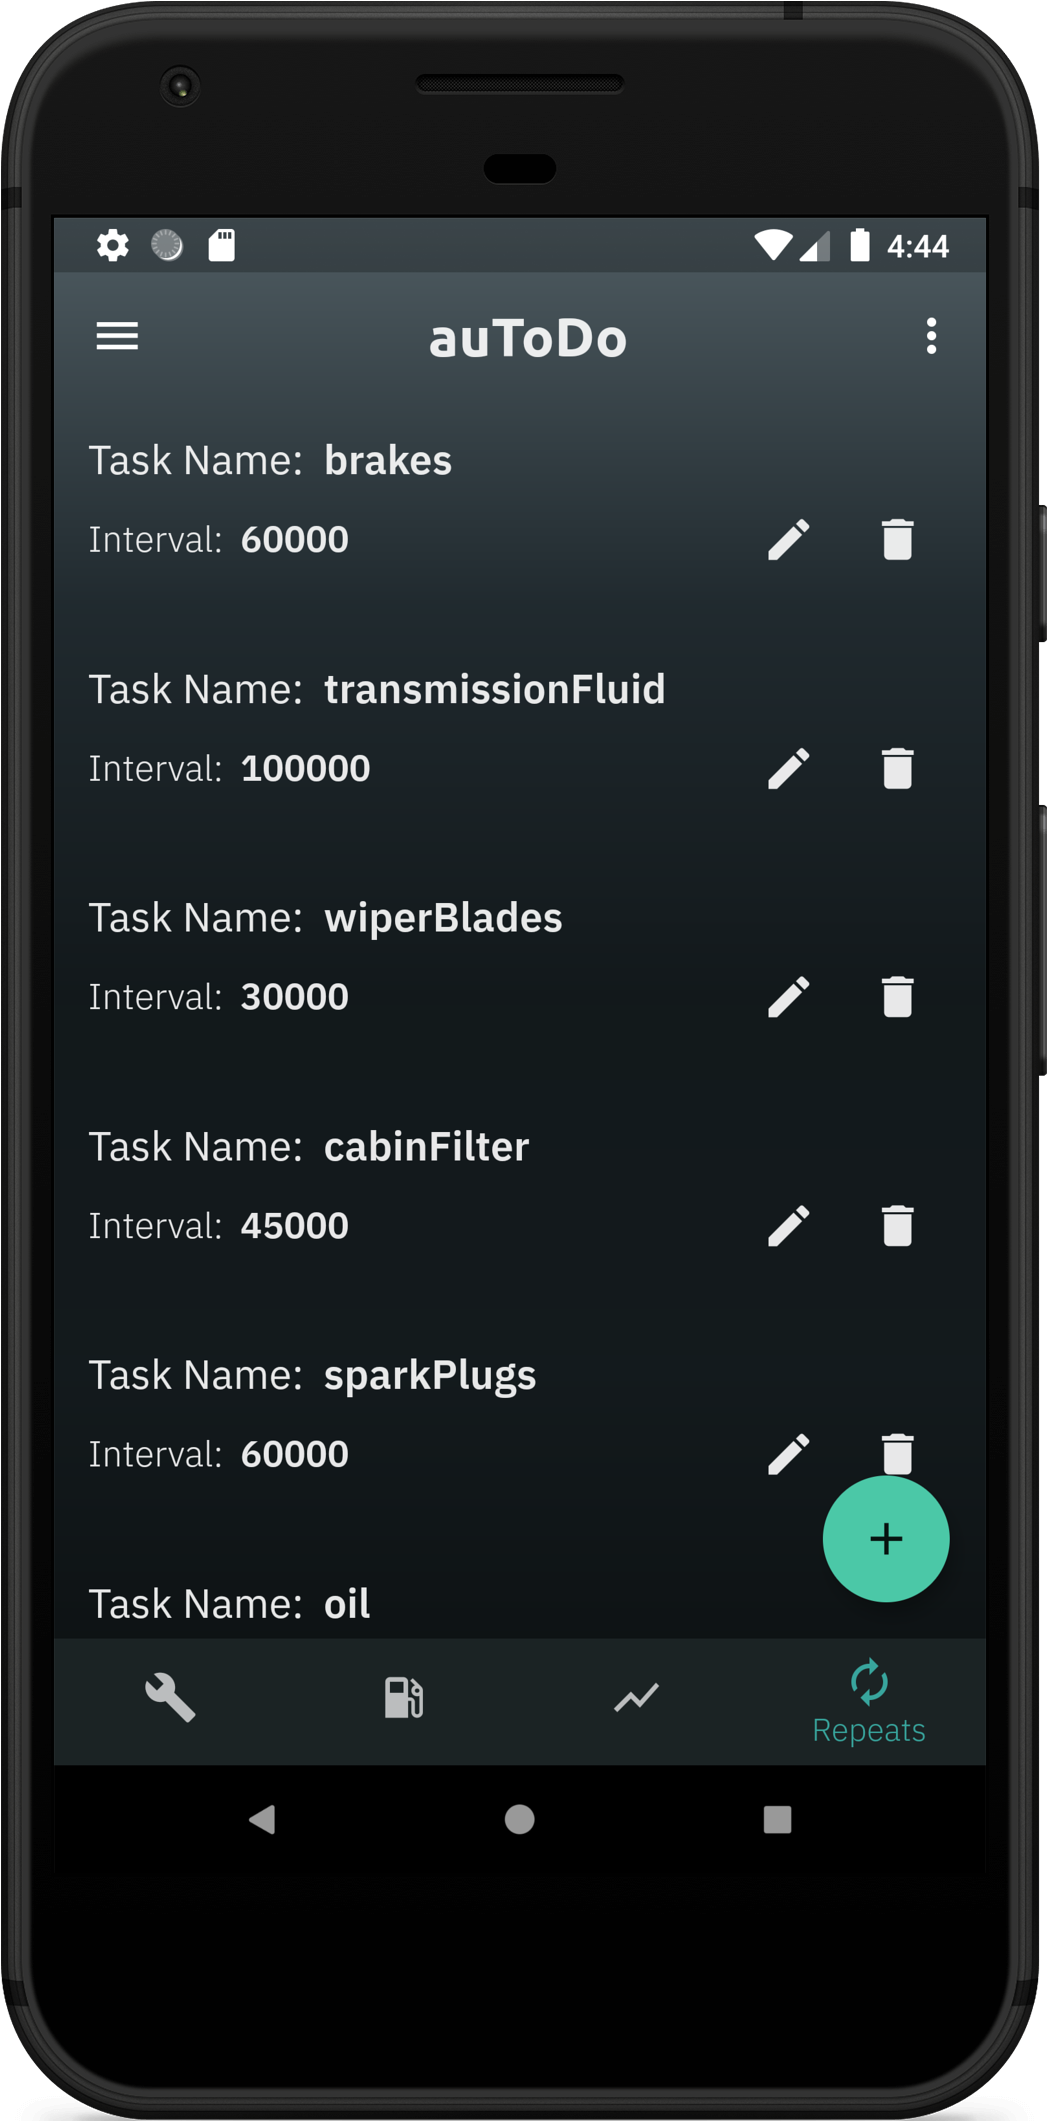 4:44
auToDo
Task Name: brakes
Interval: 60000
Task Name: transmissionFluid
Interval: 100000
Task Name: wiperBlades
Interval: 30000
Task Name: cabinFilter
Interval: 45000
Task Name: sparkPlugs
Interval: 60000
Task Name: oil
Repeats